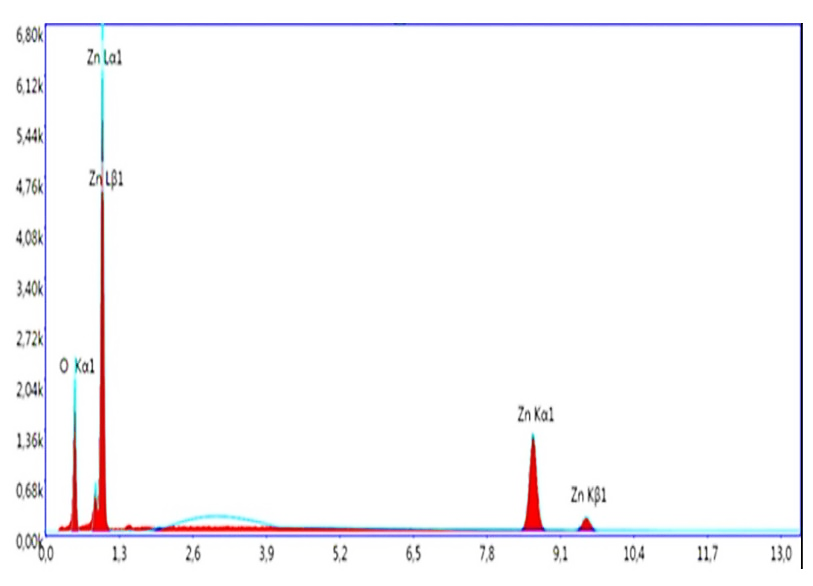 6,80k
Zn Lα1
6,12k
5,44k
4,76k
Zn Lβ1
4,08k
3,40k
2,72k
O Kα1
2,04k
1,36k
Zn Kα1
0,68k
Zn Kβ1
0,00k
0,0 1,3 2,6 3,9 5,2 6,5 7,8 9,1 10,4 11,7 13,0